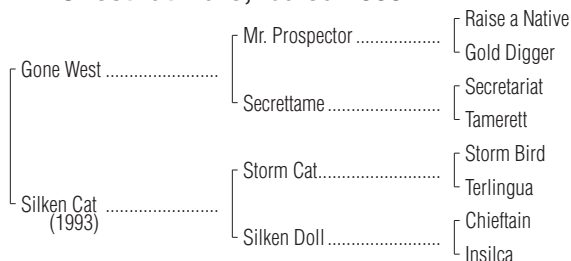 Raise a Native
Mr. Prospector ....................
Gold Digger
Gone West ..........................
Secretariat
Secrettame ..........................
Tamerett
Storm Bird
Storm Cat..........................
Terlingua
Silken Cat ..........................
(1993)
Chieftain
Silken Doll ..........................
Insilca